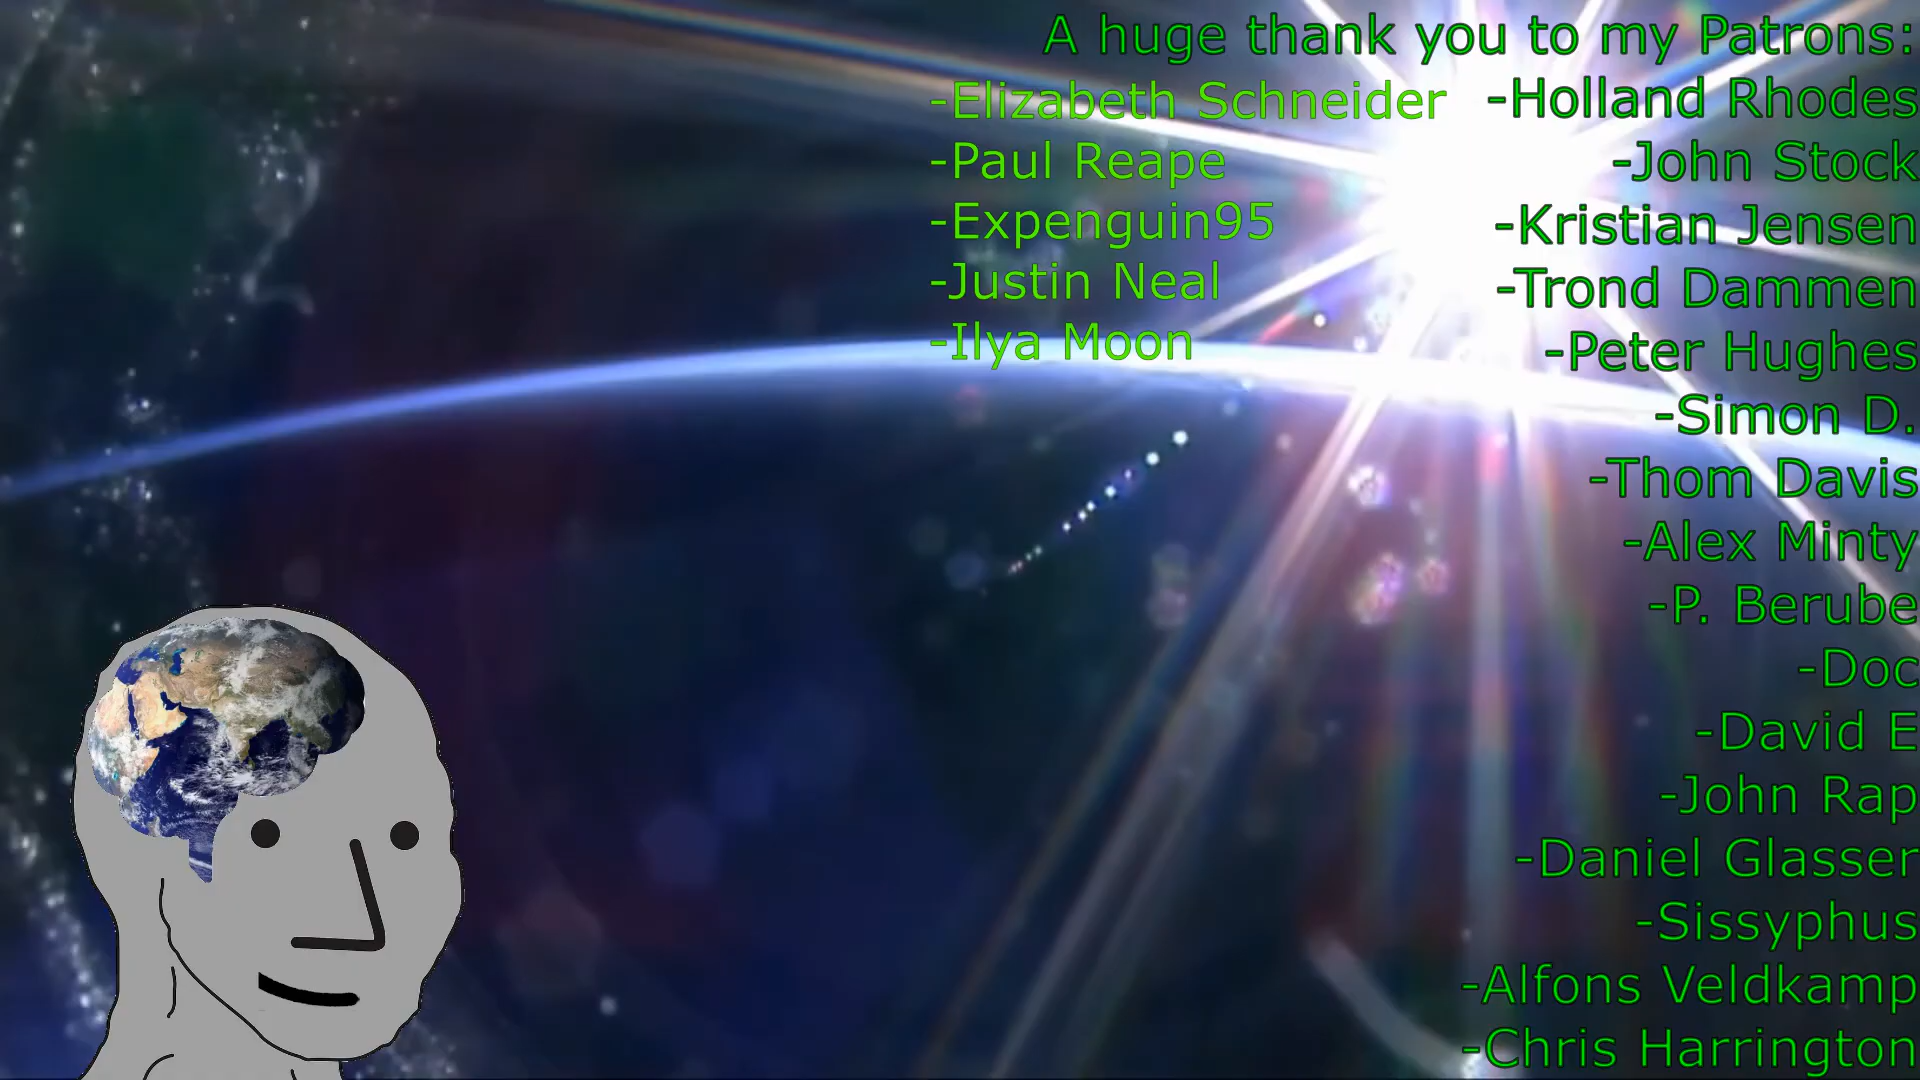 A huge thank you to my Patrons:
-Elizabeth Schneider
-Paul Reape
-Expenguin95
-Justin Neal
-Ilya Moon
-Holland Rhodes
-John Stock
-Kristian Jensen
-Trond Dammen
-Peter Hughes
-Simon D.
-Thom Davis
-Alex Minty
-P. Berube
-Doc
-David E
-John Rap
-Daniel Glasser
-Sissyphus
-Alfons Veldkamp
-Chris Harrington